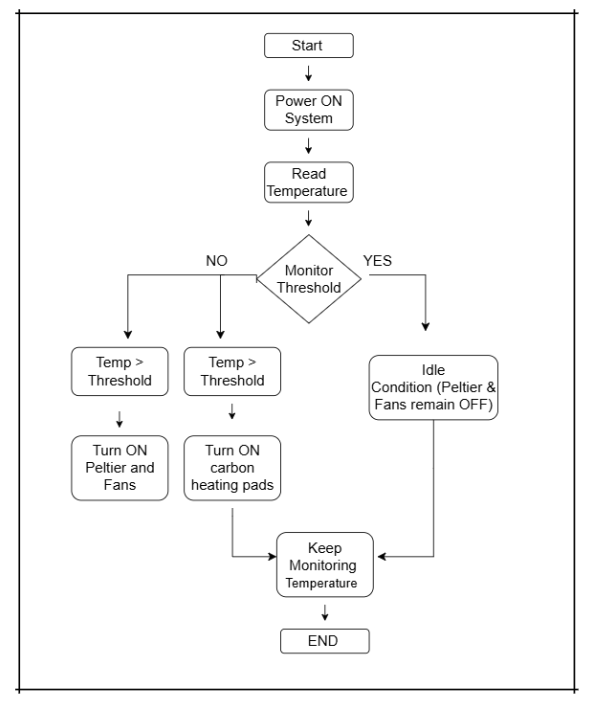 Start
Power ON
System
Read
Temperature
Monitor
Threshold
NO
YES
Temp >
Threshold
Temp >
Threshold
Idle
Condition (Peltier &
Fans remain OFF)
Turn ON
Peltier and
Fans
Turn ON
carbon
heating pads
Keep
Monitoring
Temperature
END